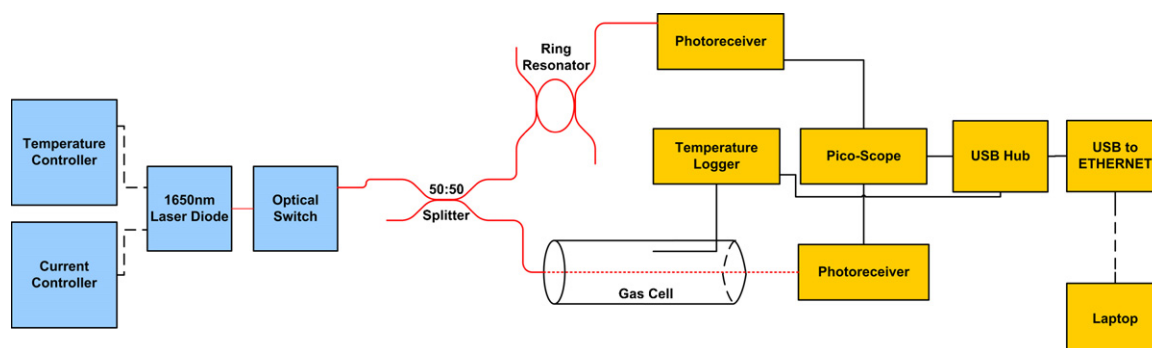 Temperature
Controller
Current
Controller
1650nm
Laser Diode
Optical
Switch
50:50
Splitter
Ring
Resonator
Photoreceiver
Temperature
Logger
Pico-Scope
USB Hub
USB to
ETHERNET
Gas Cell
Photoreceiver
Laptop